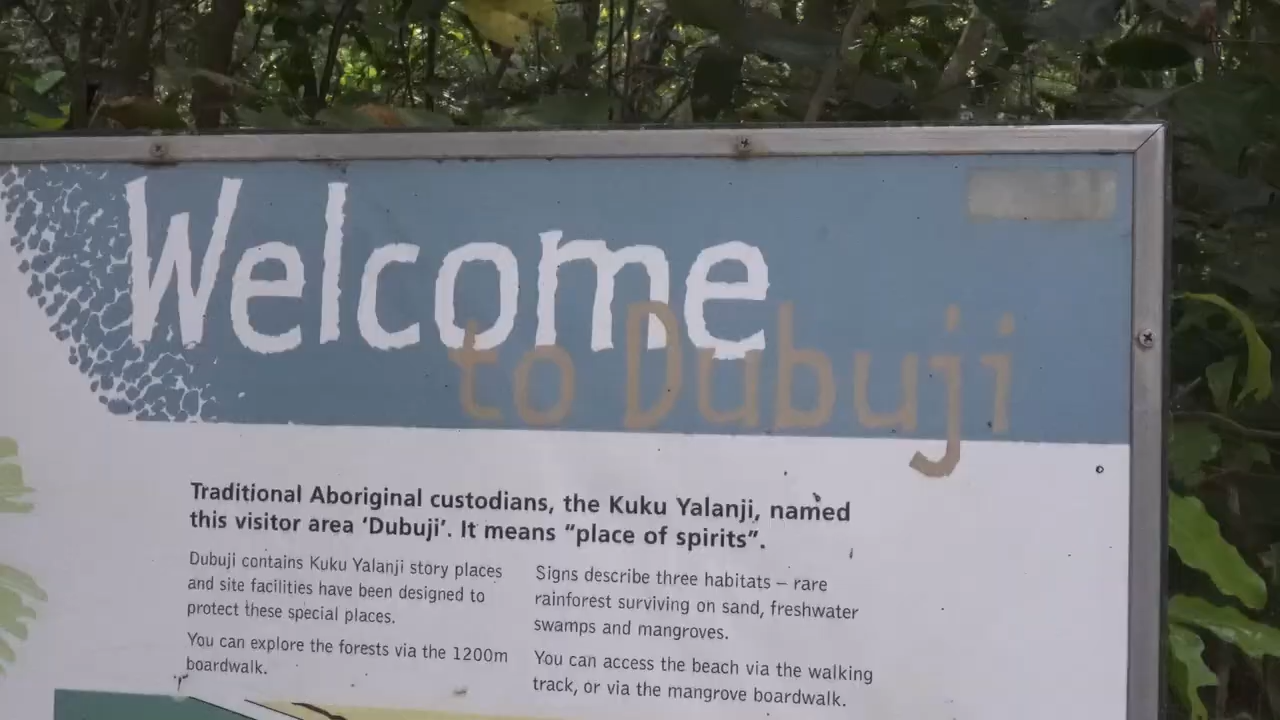 Welcome
to Dubuji
Traditional Aboriginal custodians, the Kuku Yalanji, named
this visitor area ‘Dubuji’. It means “place of spirits”.
Dubuji contains Kuku Yalanji story places
and site facilities have been designed to
protect these special places.
You can explore the forests via the 1200m
boardwalk.
Signs describe three habitats – rare
rainforest surviving on sand, freshwater
swamps and mangroves.
You can access the beach via the walking
track, or via the mangrove boardwalk.